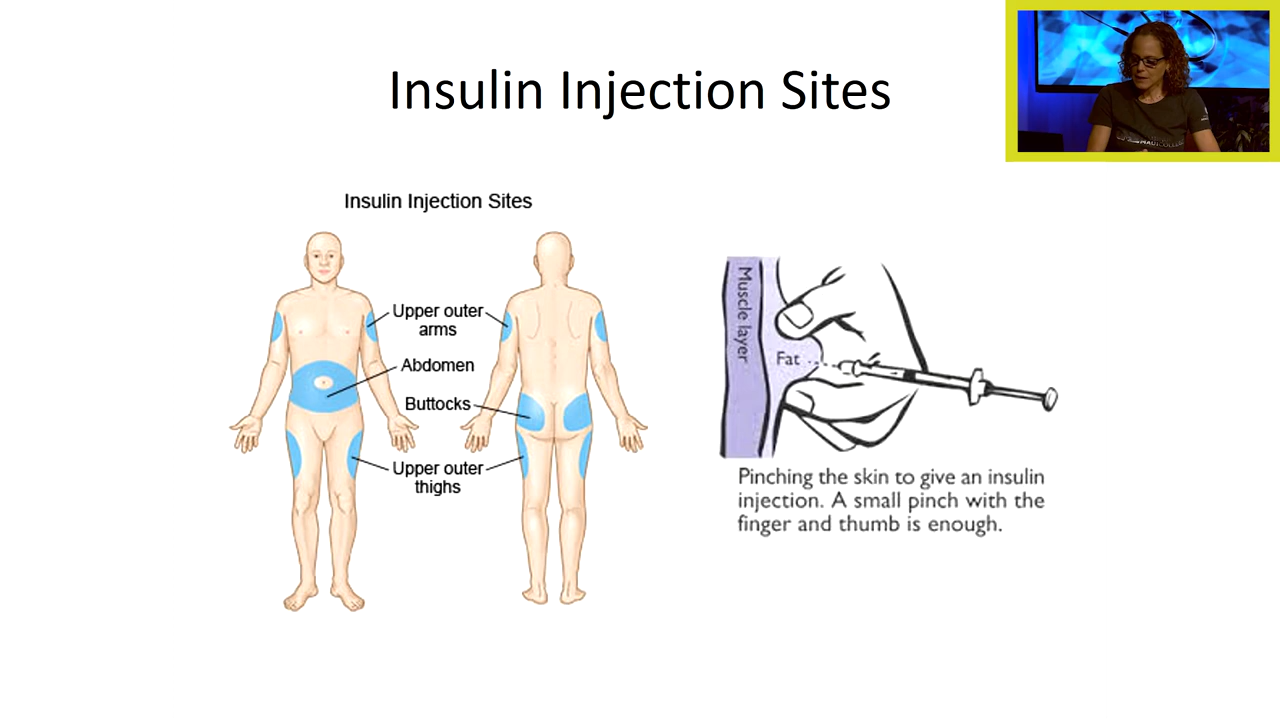 Insulin Injection Sites
Insulin Injection Sites
Upper outer
arms
Abdomen
Buttocks
Upper outer
thighs
Muscle layer
Fat
Pinching the skin to give an insulin
injection. A small pinch with the
finger and thumb is enough.